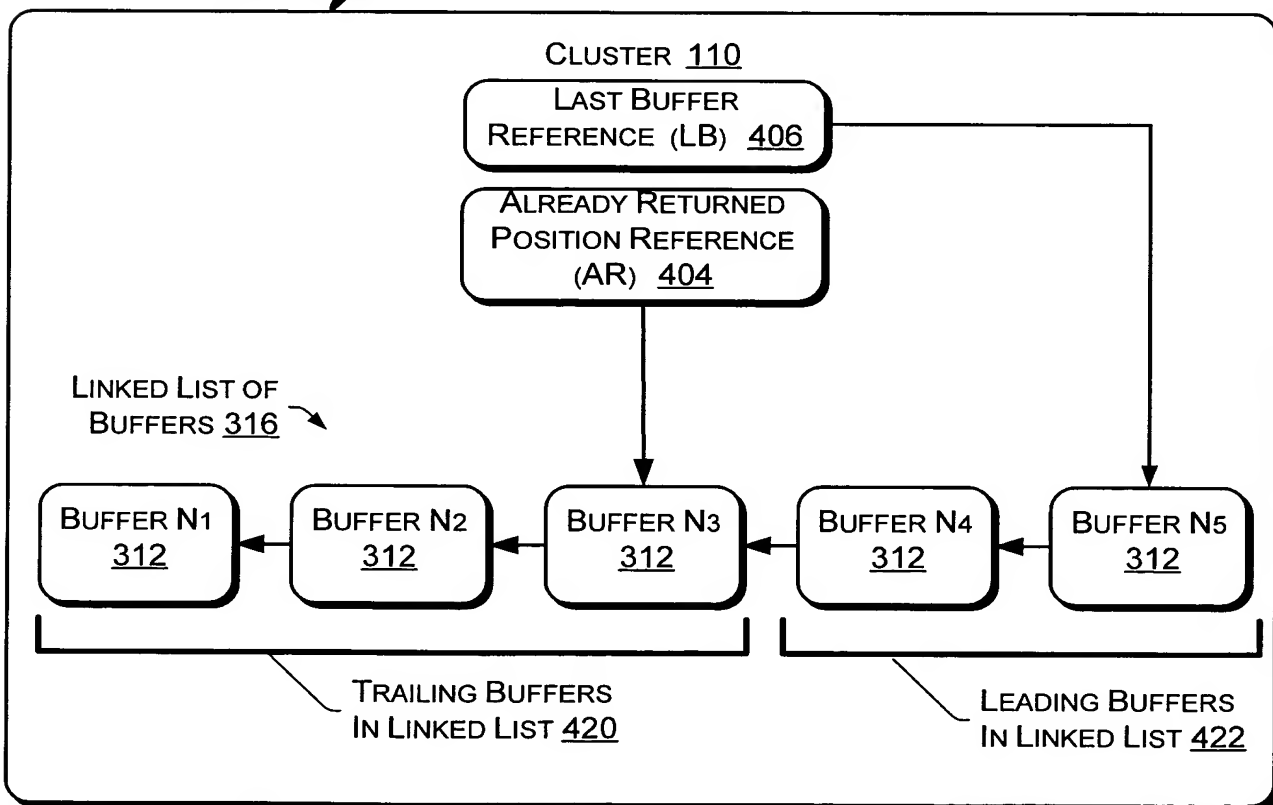 CLUSTER 110
LAST BUFFER
REFERENCE (LB) 406
ALREADY RETURNED
POSITION REFERENCE
(AR) 404
LINKED LIST OF
BUFFERS 316
BUFFER N1
312
BUFFER N2
312
BUFFER N3
312
BUFFER N4
312
BUFFER N5
312
TRAILING BUFFERS
IN LINKED LIST 420
LEADING BUFFERS
IN LINKED LIST 422